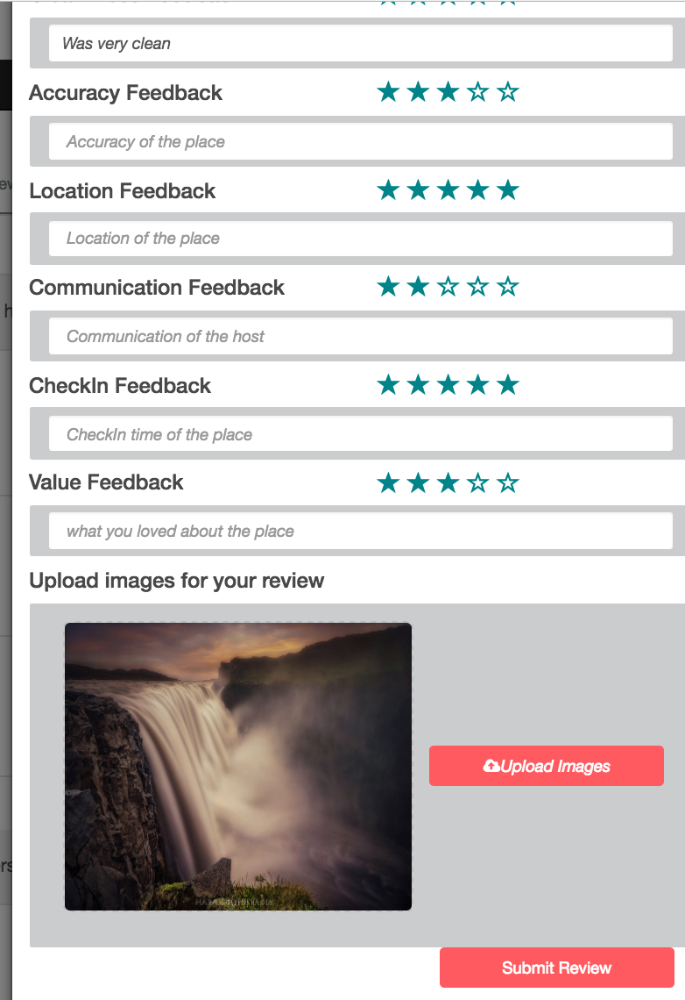 Was very clean
Accuracy Feedback
Accuracy of the place
Location Feedback
Location of the place
Communication Feedback
Communication of the host
CheckIn Feedback
CheckIn time of the place
Value Feedback
what you loved about the place
Upload images for your review
Upload Images
Submit Review